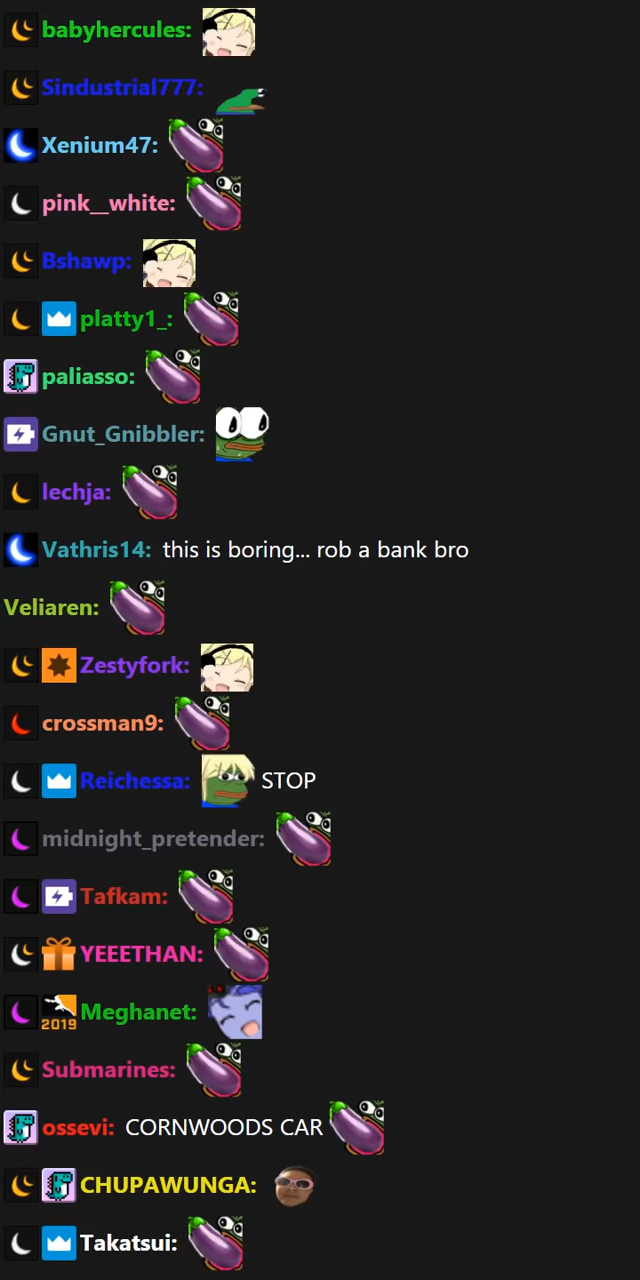 babyhercules:
Sindustrial777:
Xenium47:
pink__white:
Bshawp:
platty1_:
paliasso:
Gnut_Gnibbler:
lechja:
Vathris14: this is boring... rob a bank bro
Veliaren:
Zestyfork:
crossman9:
Reichessa: STOP
midnight_pretender:
Tafkam:
YEEETHAN:
2019 Meghanet:
Submarines:
ossevi: CORNWOODS CAR
CHUPAWUNGA:
Takatsui: